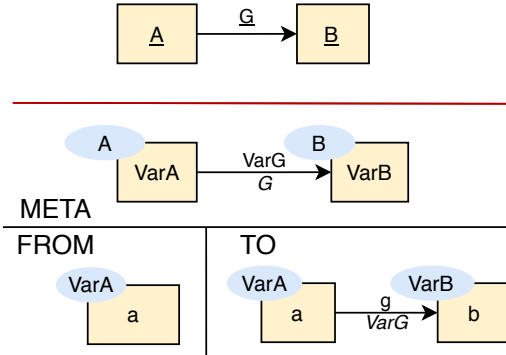 G
A B
A B
VarG
VarA VarB
G
META
FROM TO
VarA VarA VarB
g
a a b
VarG